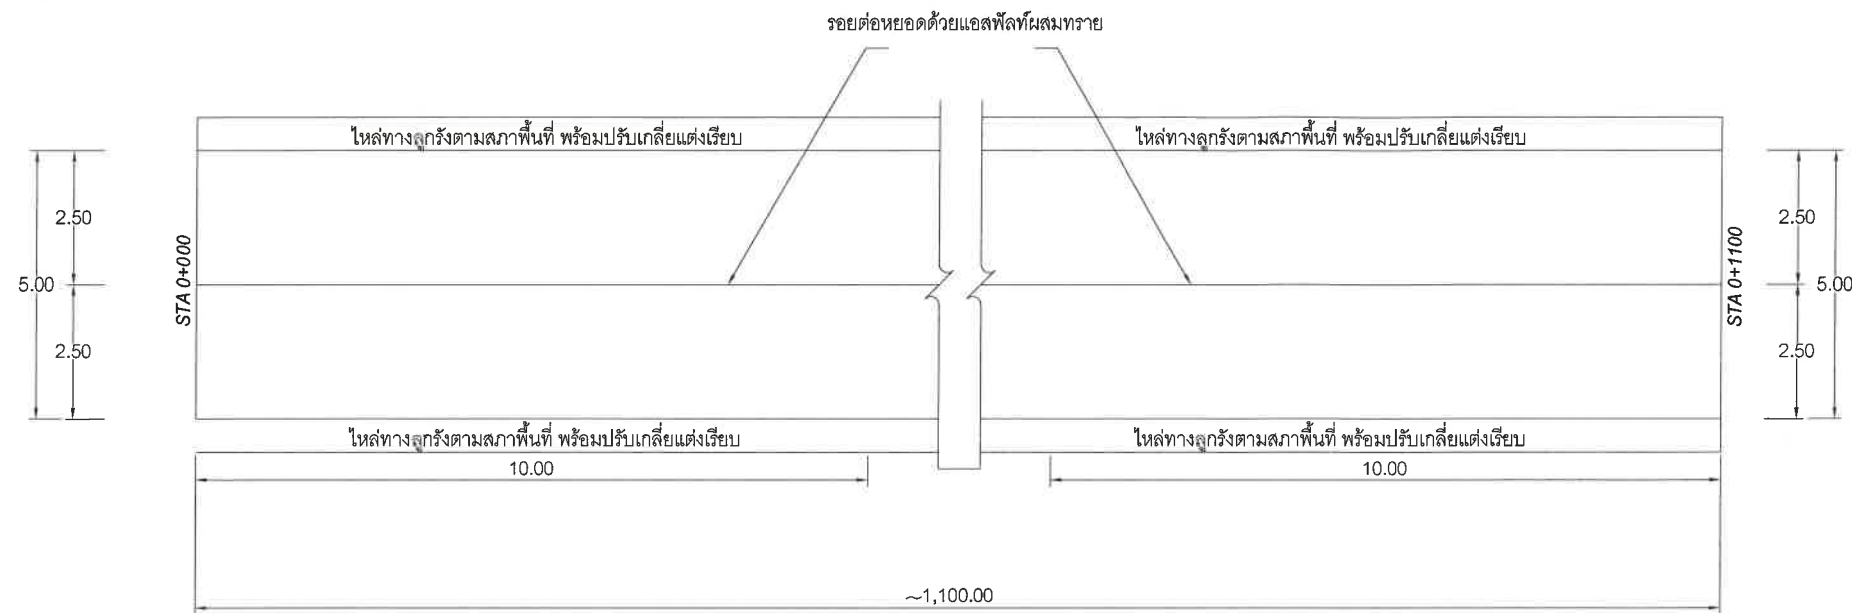 รอยต่อหยอดด้วยแอสฟัลท์ผสมทราย
ไหล่ทางลูกรังตามสภาพื้นที่ พร้อมปรับเกลี่ยแต่งเรียบ
ไหล่ทางลูกรังตามสภาพื้นที่ พร้อมปรับเกลี่ยแต่งเรียบ
2.50
2.50
STA 0+000
STA 0+1100
5.00
5.00
2.50
2.50
ไหล่ทางลูกรังตามสภาพื้นที่ พร้อมปรับเกลี่ยแต่งเรียบ
ไหล่ทางลูกรังตามสภาพื้นที่ พร้อมปรับเกลี่ยแต่งเรียบ
10.00
10.00
~1,100.00